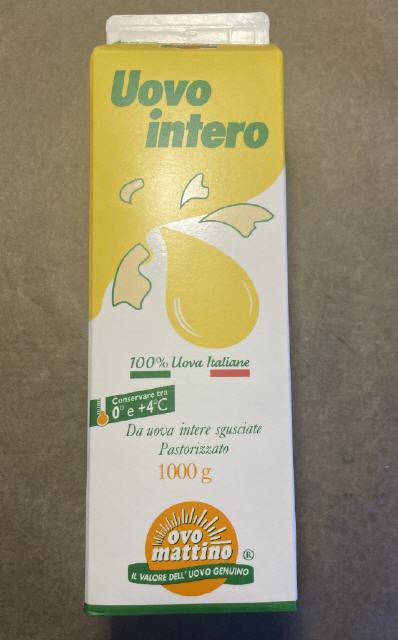 Uovo
intero
100% Uova Italiane
Conservare tra
0° e +4°C
Da uova intere sgusciate
Pastorizzato
1000 g
ovo
mattino ®
IL VALORE DELL'UOVO GENUINO